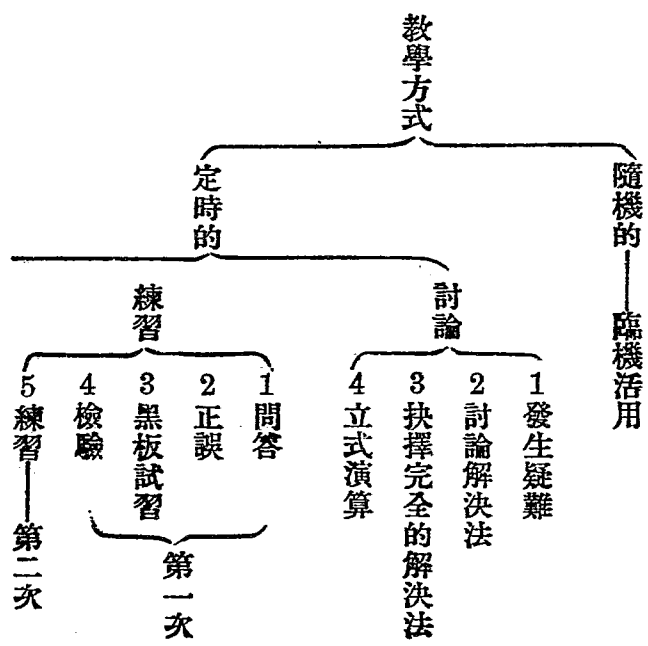 教學方式
隨機的
臨機活用
定時的
討論
1發生疑難
2討論解決法
3抉擇完全的解決法
4立式演算
練習
1問答
2正誤
3黑板試習
4檢驗
第一次
5練習
第二次